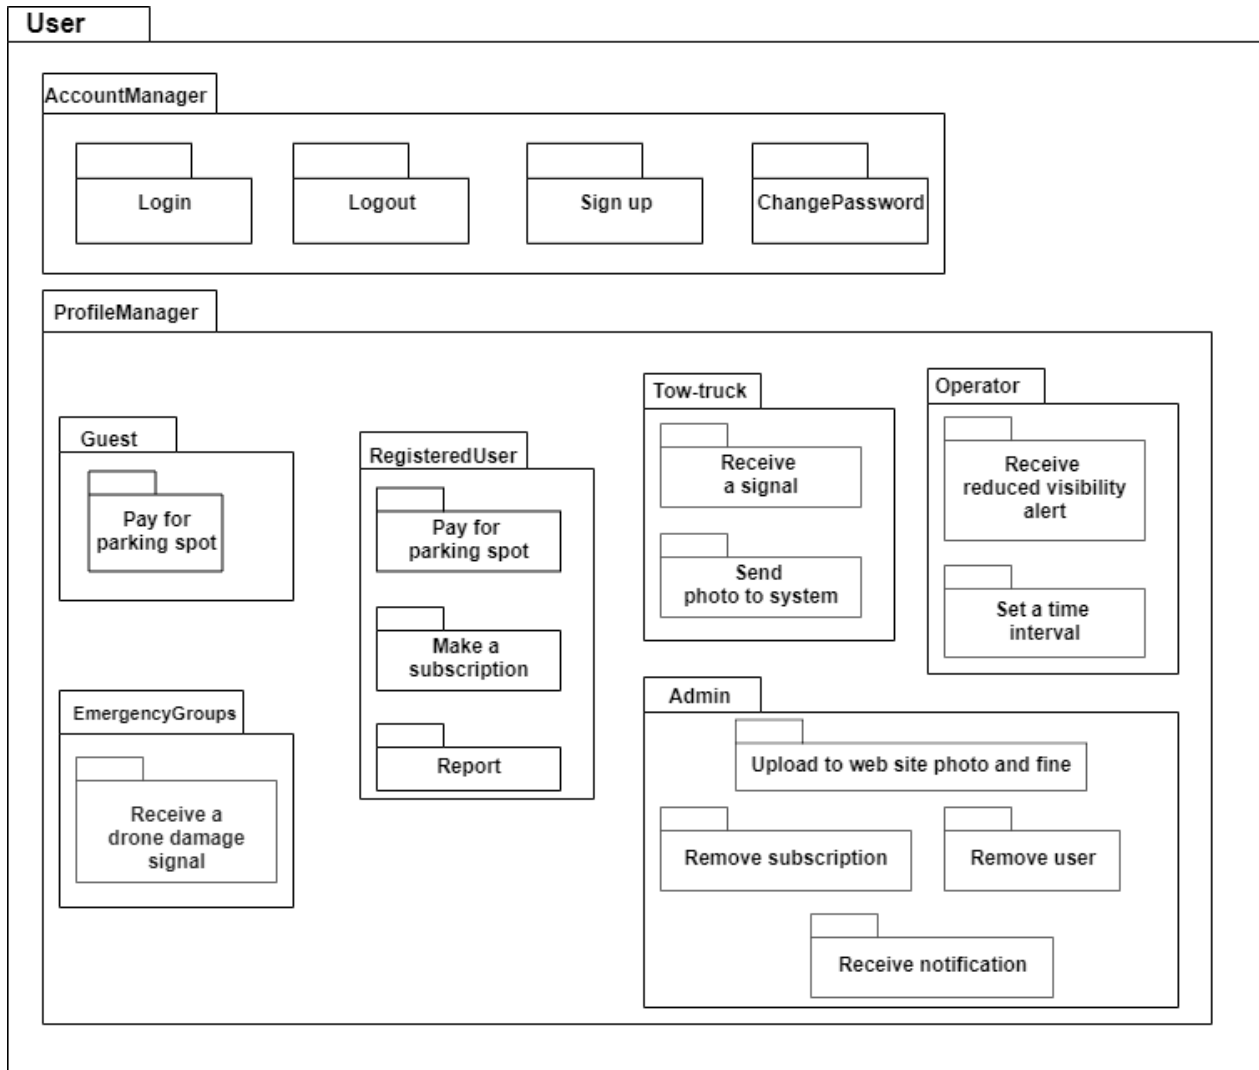 User
AccountManager
Login
Logout
Sign up
ChangePassword
ProfileManager
Guest
Pay for
parking spot
RegisteredUser
Pay for
parking spot
Make a
subscription
Report
Tow-truck
Receive
a signal
Send
photo to system
Operator
Receive
reduced visibility
alert
Set a time
interval
EmergencyGroups
Receive a
drone damage
signal
Admin
Upload to web site photo and fine
Remove subscription
Remove user
Receive notification